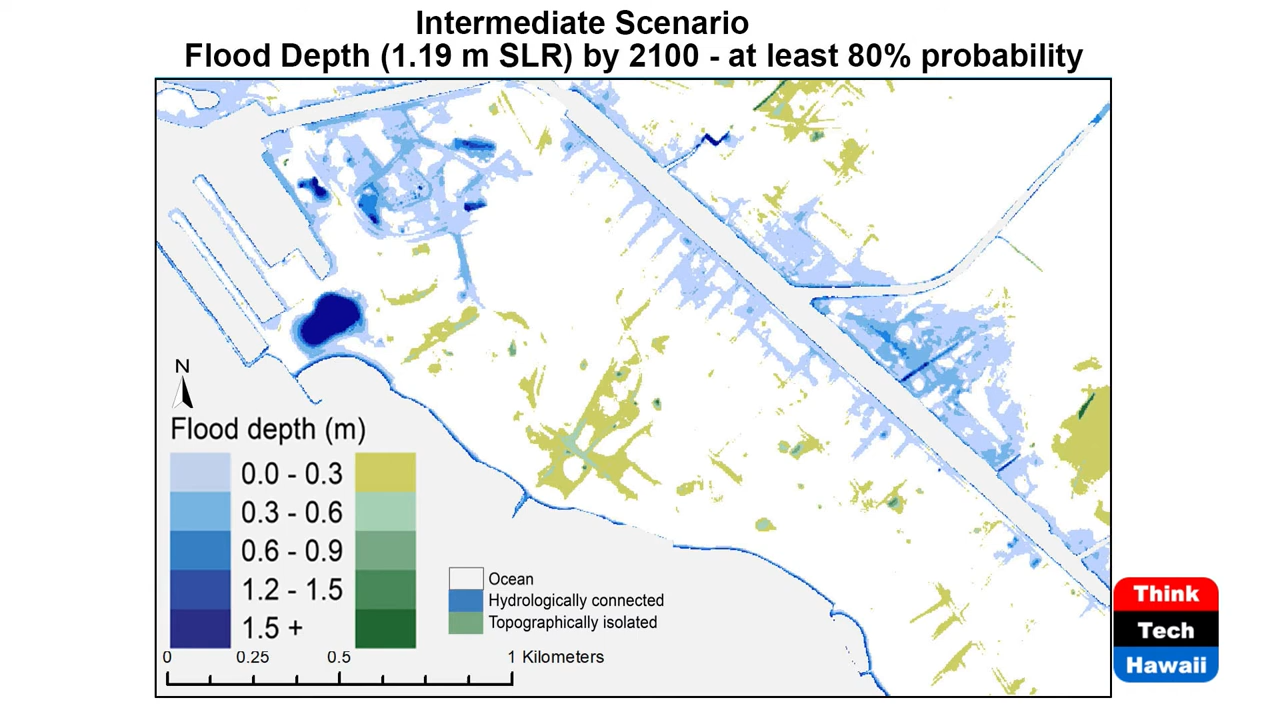 Intermediate Scenario
Flood Depth (1.19 m SLR) by 2100 - at least 80% probability
N
Flood depth (m)
0.0 - 0.3
0.3 - 0.6
0.6 - 0.9
1.2 - 1.5
1.5 +
Ocean
Hydrologically connected
Topographically isolated
0 0.25 0.5 1 Kilometers
Think
Tech
Hawaii